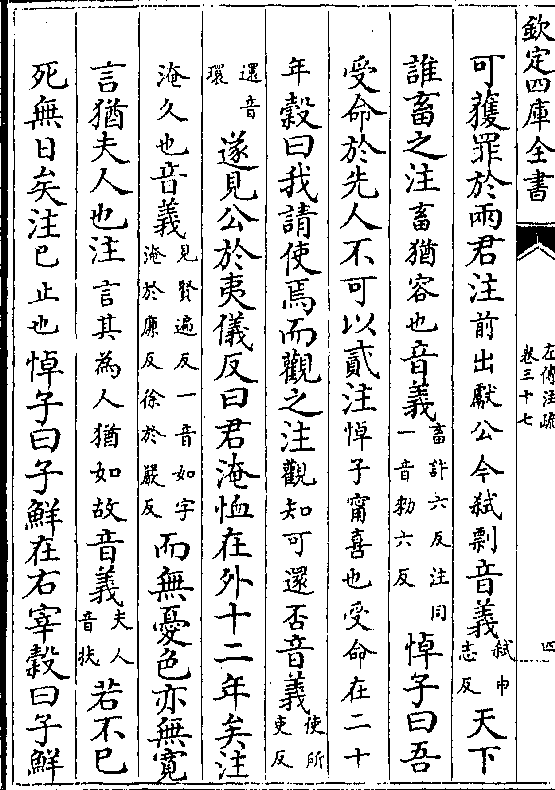 欽定四庫全書
左傳注疏
卷三十七
四
可獲罪於兩君注前出獻公今弑剽音義弑申志反天下
誰畜之注畜猶容也音義畜許六反注同一音勑六反悼子曰吾
受命於先人不可以貳注悼子甯喜也受命在二十
年穀曰我請使焉而觀之注觀知可還否音義使所吏反
還音環遂見公於夷儀反曰君淹恤在外十二年矣注
淹久也音義見賢遍反一音如字淹於廉反徐於嚴反而無憂色亦無寛
言猶夫人也注言其為人猶如故音義夫人音扶若不已
死無日矣注已止也悼子曰子鮮在右宰穀曰子鮮